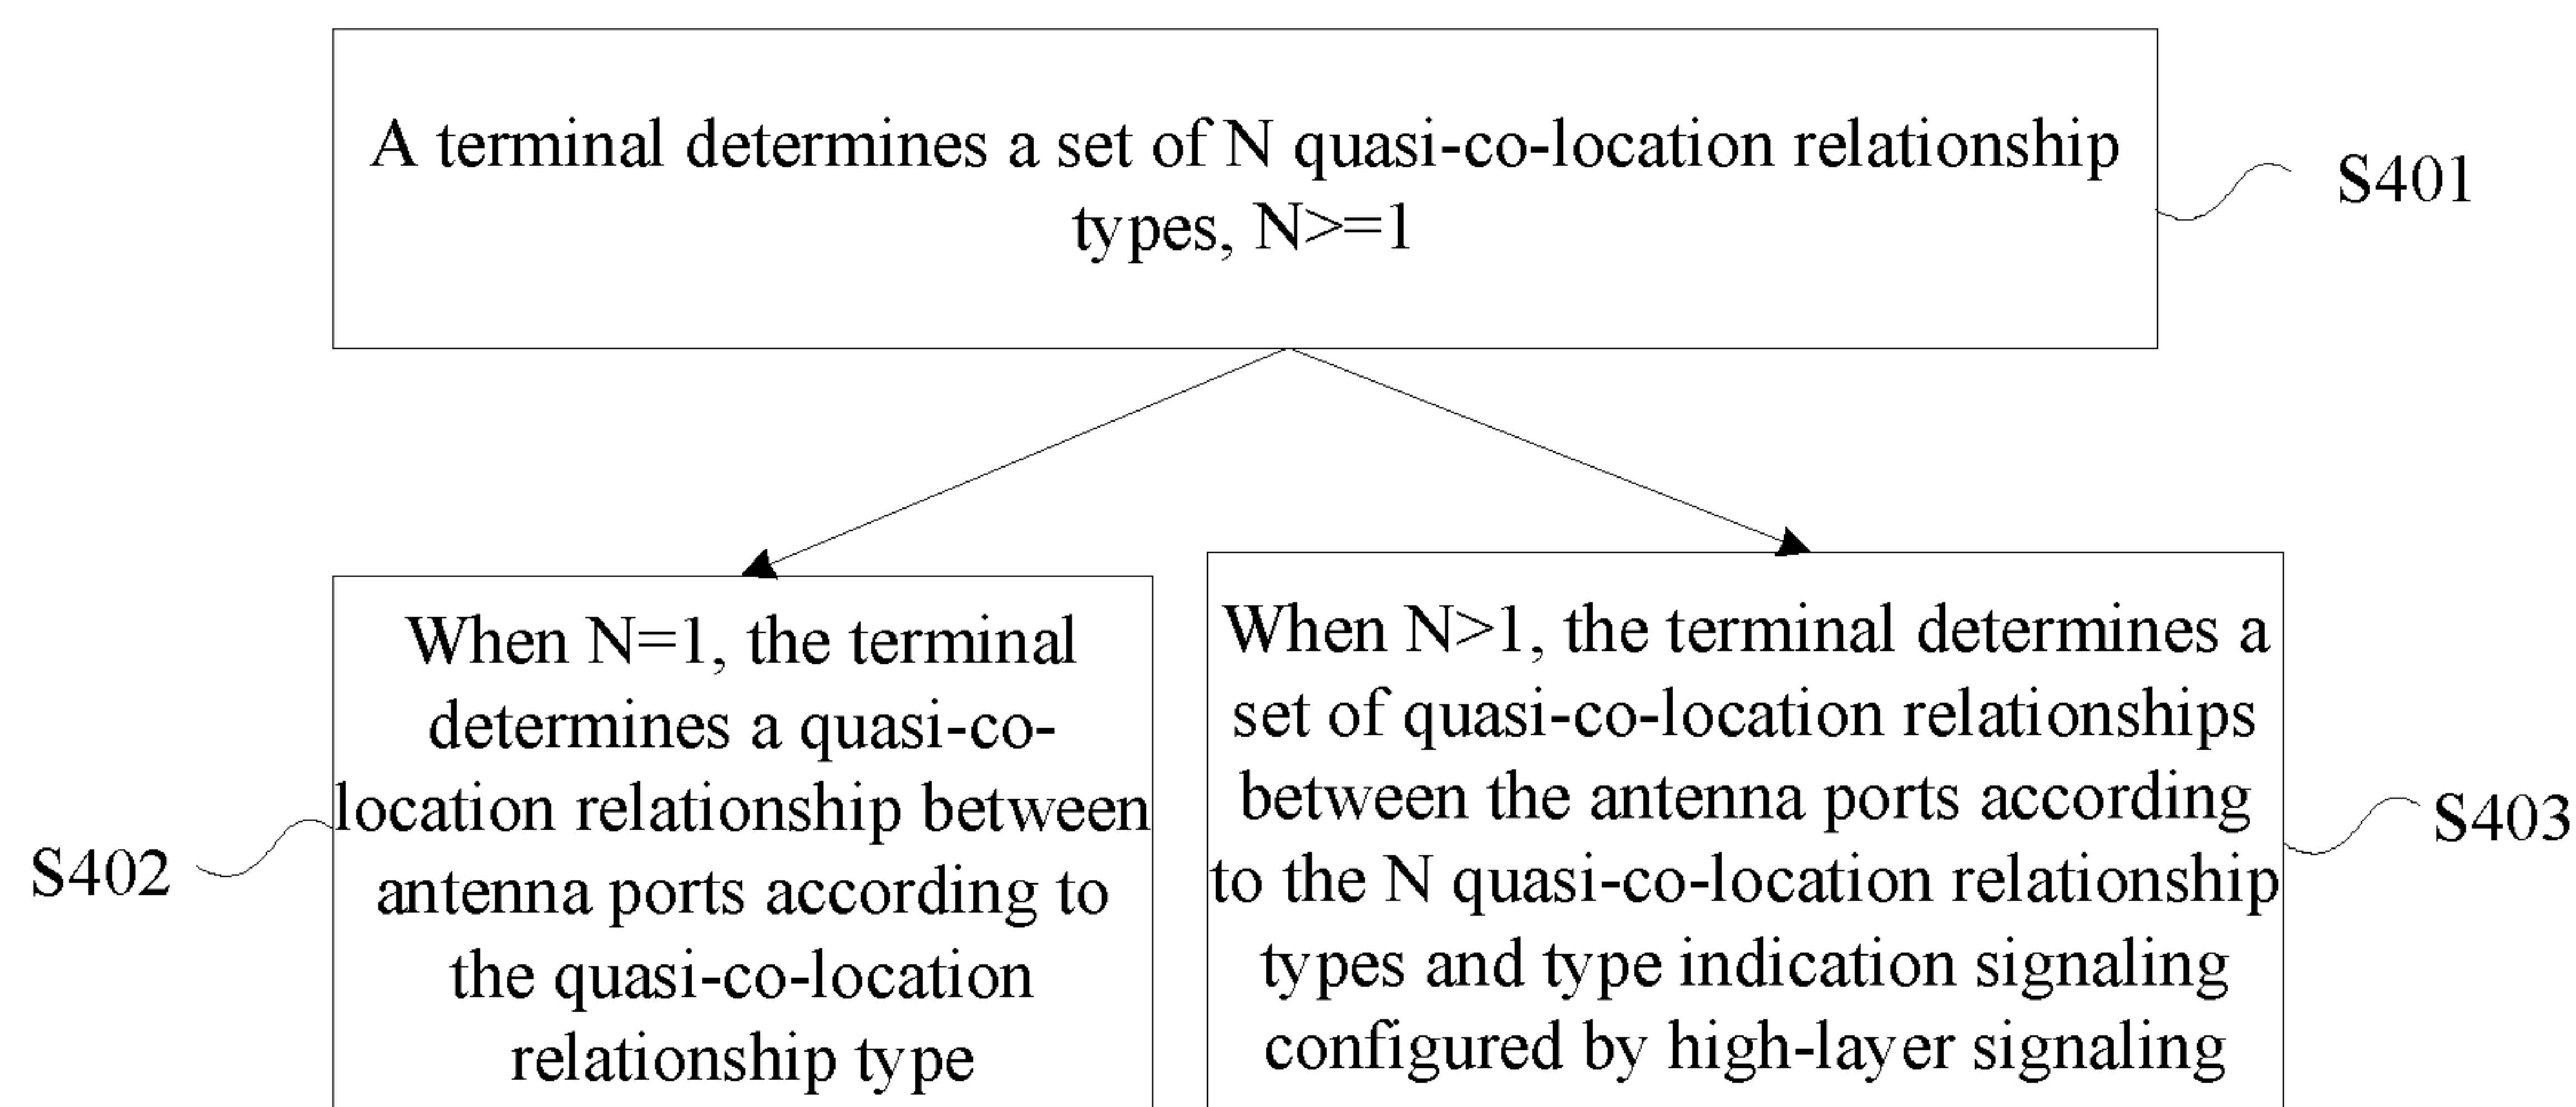 A terminal determines a set of N quasi-co-location relationship
types, N>=1
S401
When N=1, the terminal
determines a quasi-co-
location relationship between
antenna ports according to
the quasi-co-location
relationship type
S402
When N>1, the terminal determines a
set of quasi-co-location relationships
between the antenna ports according
to the N quasi-co-location relationship
types and type indication signaling
configured by high-layer signaling
S403